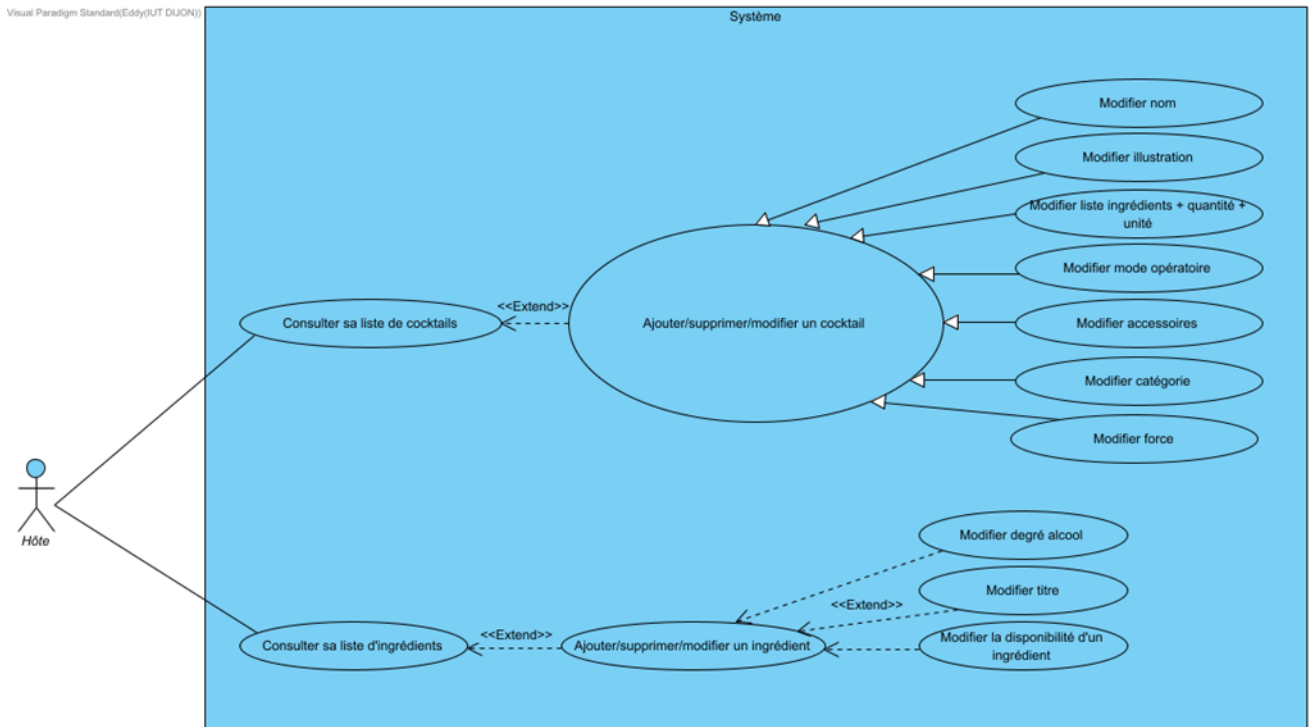 Visual Paradigm Standard(Eddy(IUT DIJON))
Système
Modifier nom
Modifier illustration
Modifier liste ingrédients + quantité +
unité
Modifier mode opératoire
<<Extend>>
Consulter sa liste de cocktails
Ajouter/supprimer/modifier un cocktail
Modifier accessoires
Modifier catégorie
Modifier force
Hôte
Modifier degré alcool
Modifier titre
<<Extend>>
<<Extend>>
Consulter sa liste d'ingrédients
Ajouter/supprimer/modifier un ingrédient
Modifier la disponibilité d'un
ingrédient